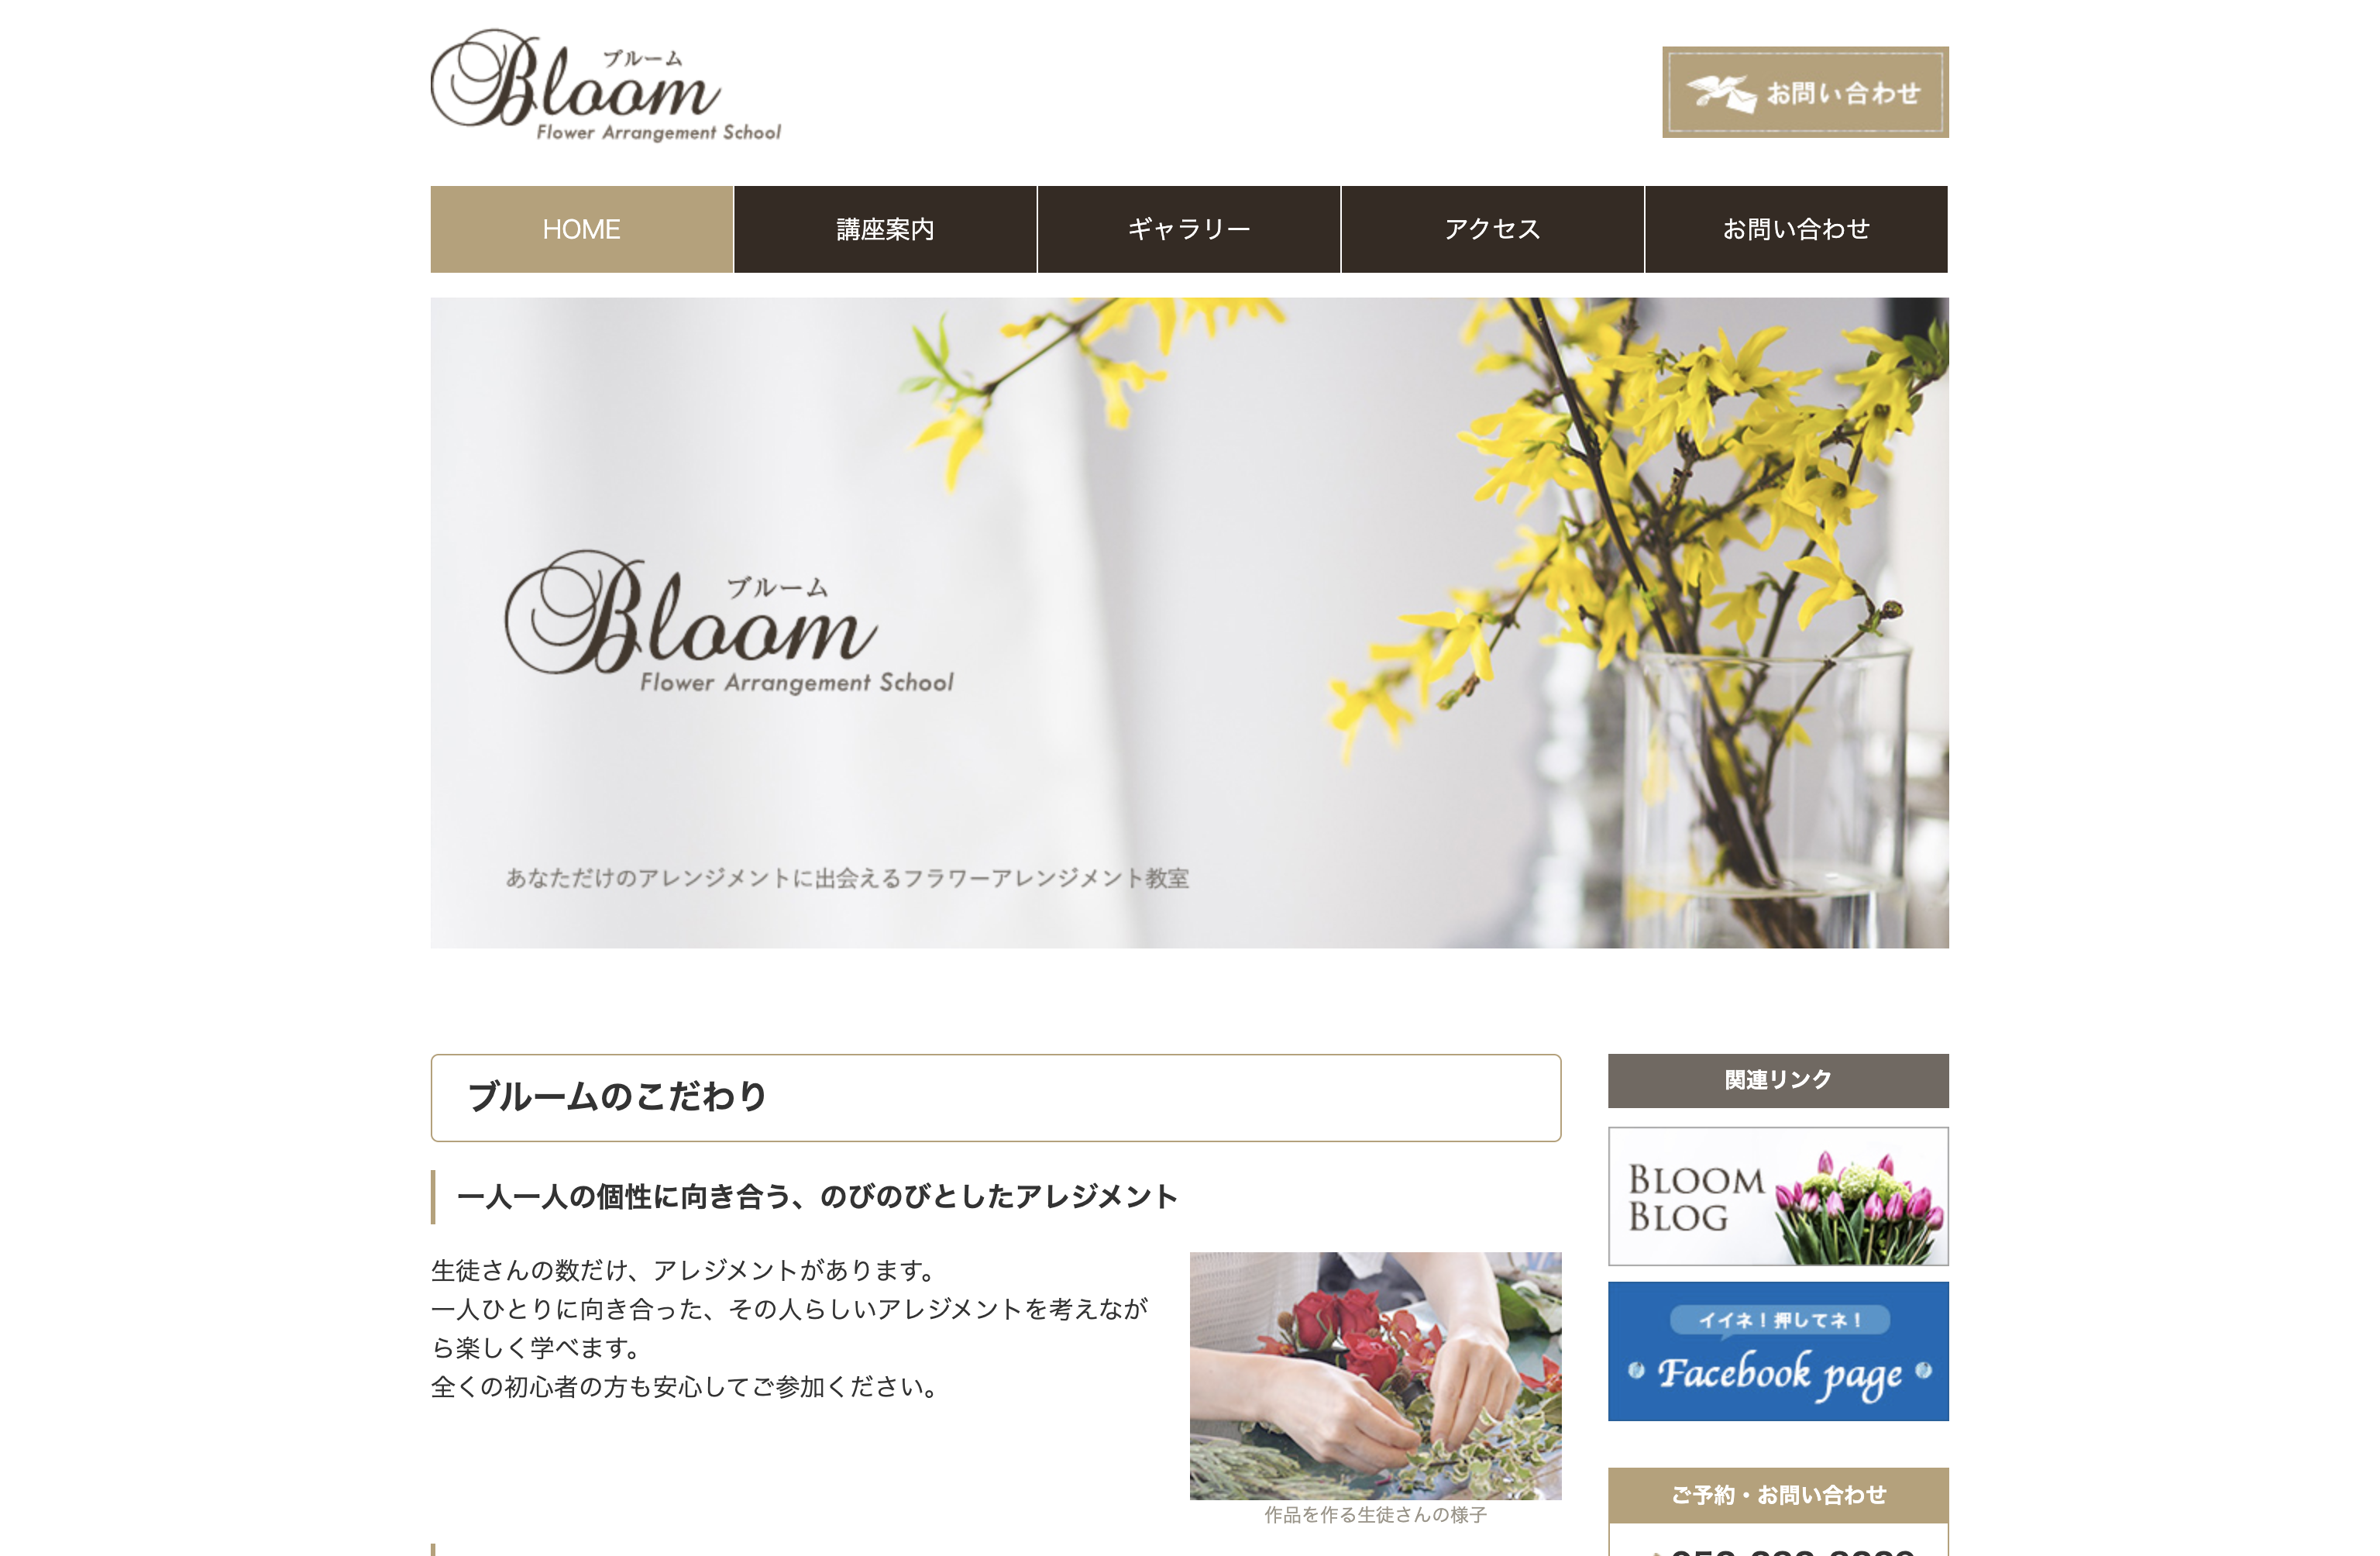 ブルーム
Bloom
Flower Arrangement School
お問い合わせ
HOME
講座案内
ギャラリー
アクセス
お問い合わせ
ブルーム
Bloom
Flower Arrangement School
あなただけのアレンジメントに出会えるフラワーアレンジメント教室
ブルームのこだわり
一人一人の個性に向き合う、のびのびとしたアレジメント
生徒さんの数だけ、アレジメントがあります。
一人ひとりに向き合った、その人らしいアレジメントを考えなが
ら楽しく学べます。
全くの初心者の方も安心してご参加ください。
作品を作る生徒さんの様子
関連リンク
BLOOM
BLOG
イイネ！押してネ！
Facebook page
ご予約・お問い合わせ